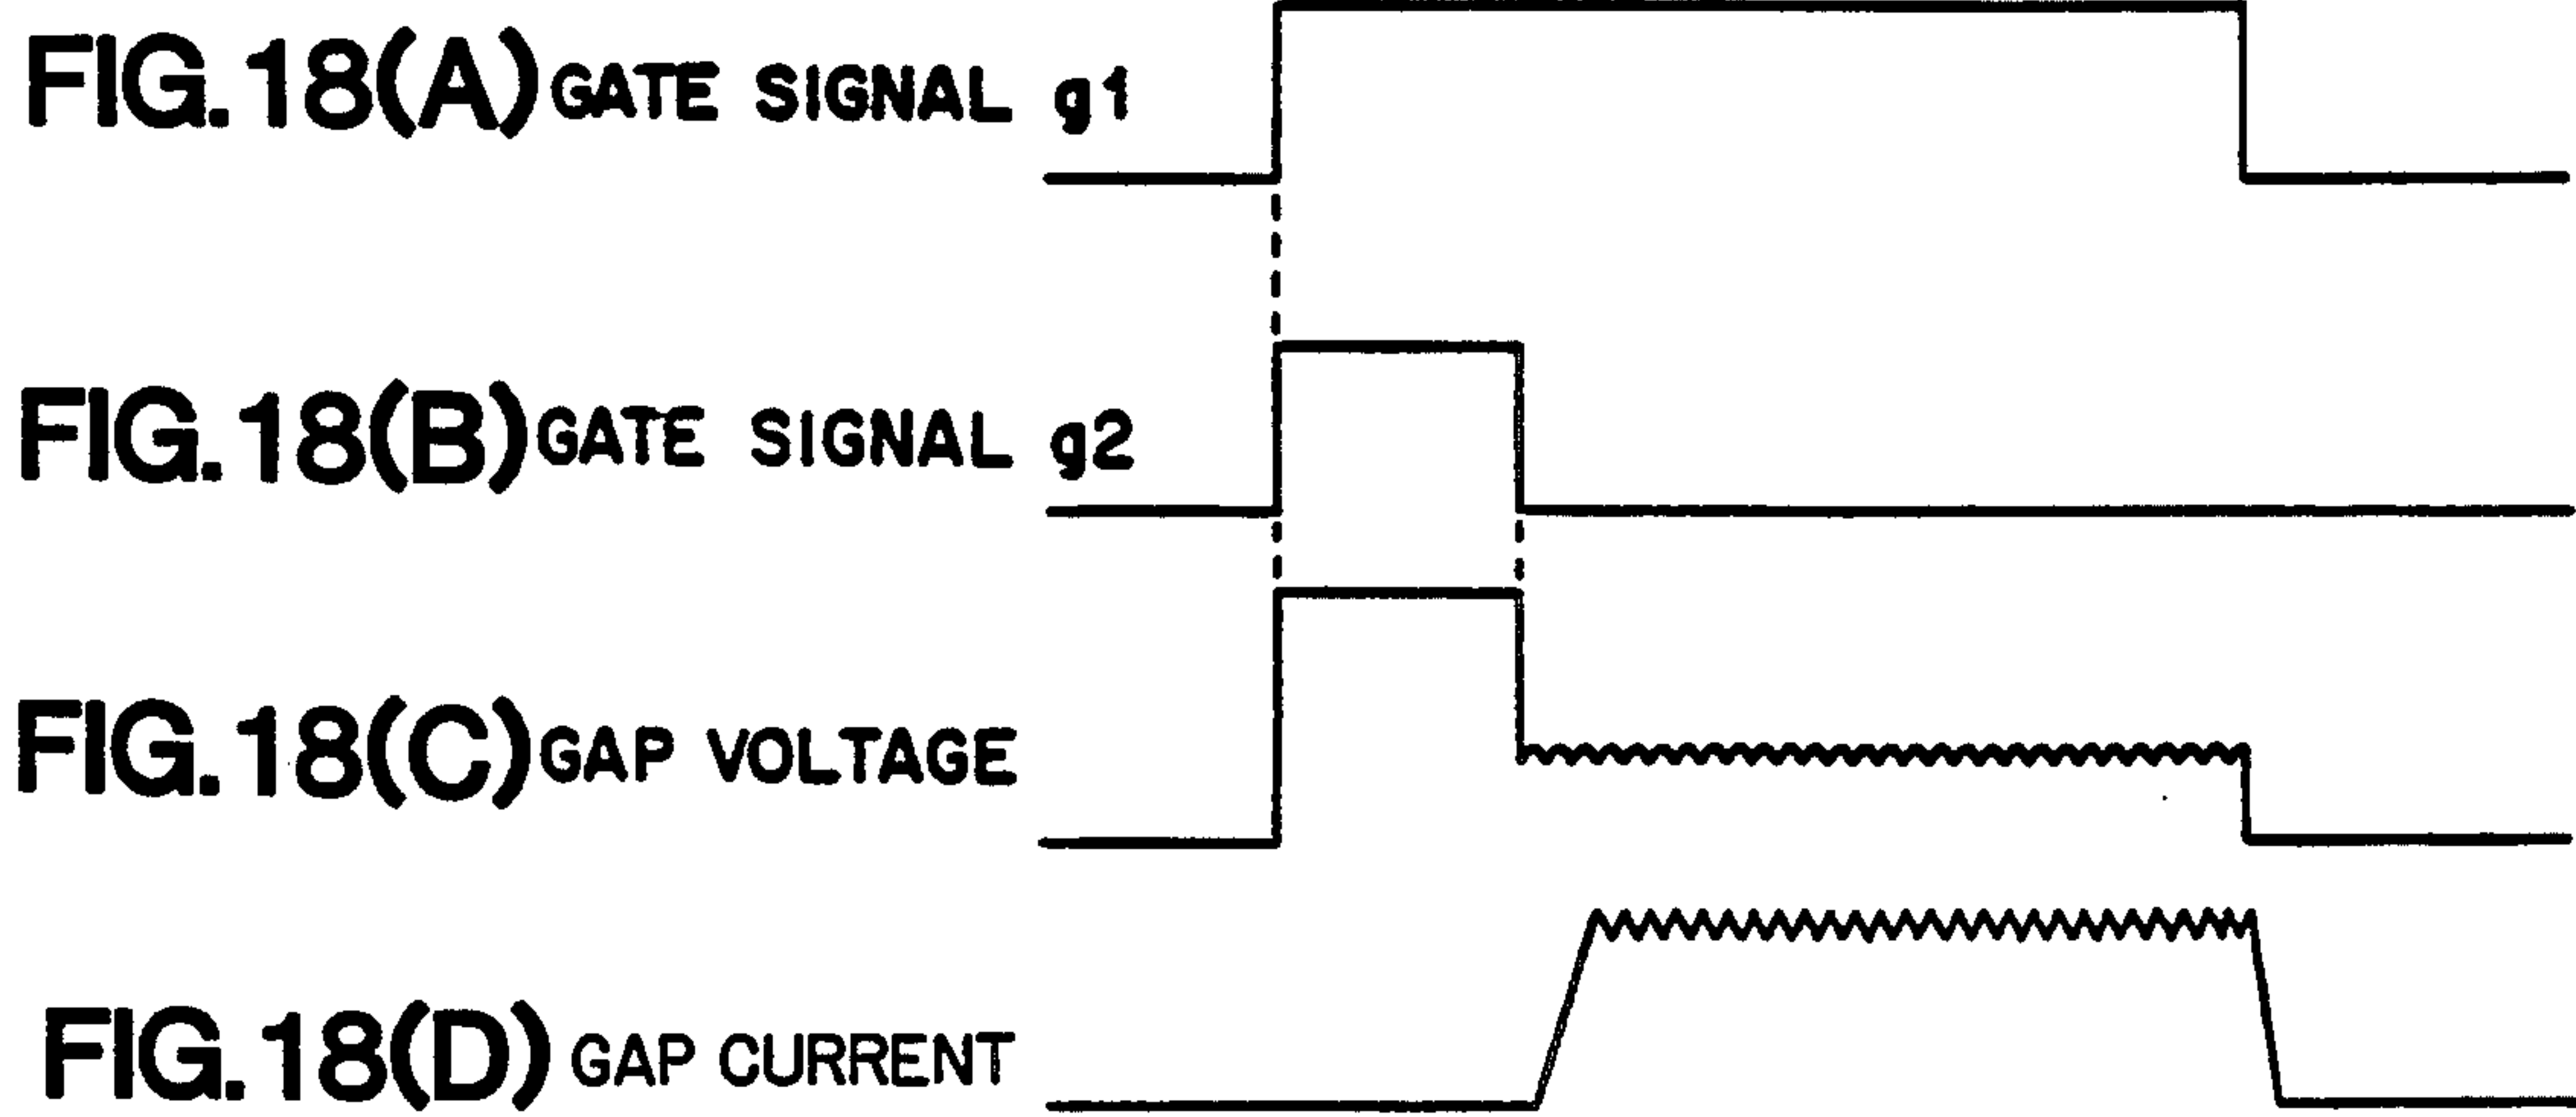 FIG.18(A) GATE SIGNAL g1
FIG.18(B) GATE SIGNAL g2
FIG.18(C) GAP VOLTAGE
FIG.18(D) GAP CURRENT